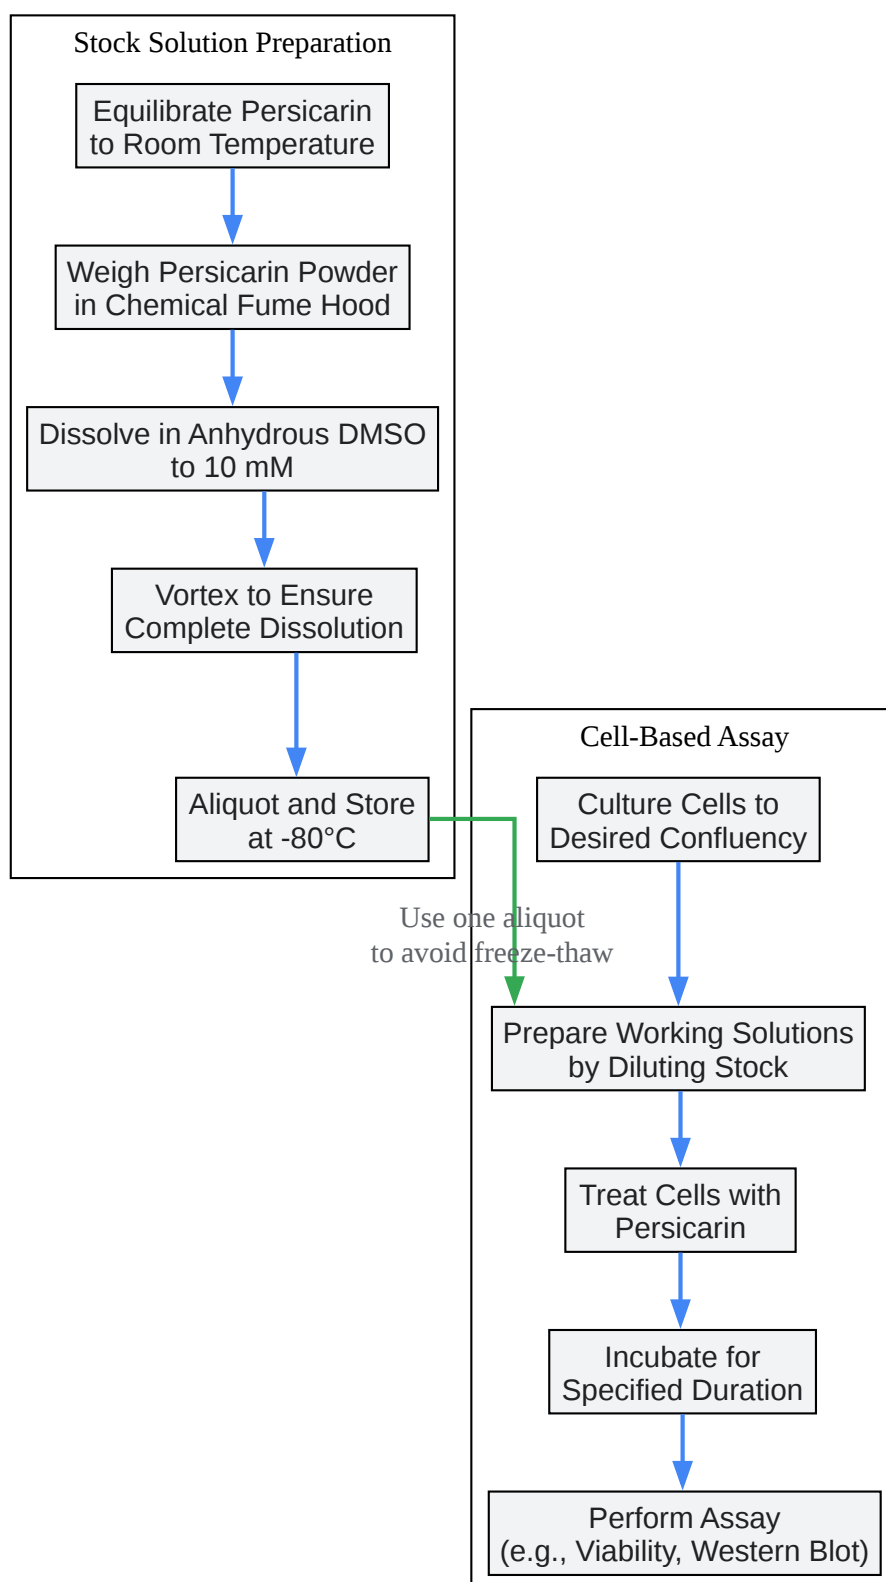 Stock Solution Preparation
Equilibrate Persicarin
to Room Temperature
Weigh Persicarin Powder
in Chemical Fume Hood
Dissolve in Anhydrous DMSO
to 10 mM
Vortex to Ensure
Complete Dissolution
Aliquot and Store
at -80°C
Use one aliquot
to avoid freeze-thaw
Cell-Based Assay
Culture Cells to
Desired Confluency
Prepare Working Solutions
by Diluting Stock
Treat Cells with
Persicarin
Incubate for
Specified Duration
Perform Assay
(e.g., Viability, Western Blot)